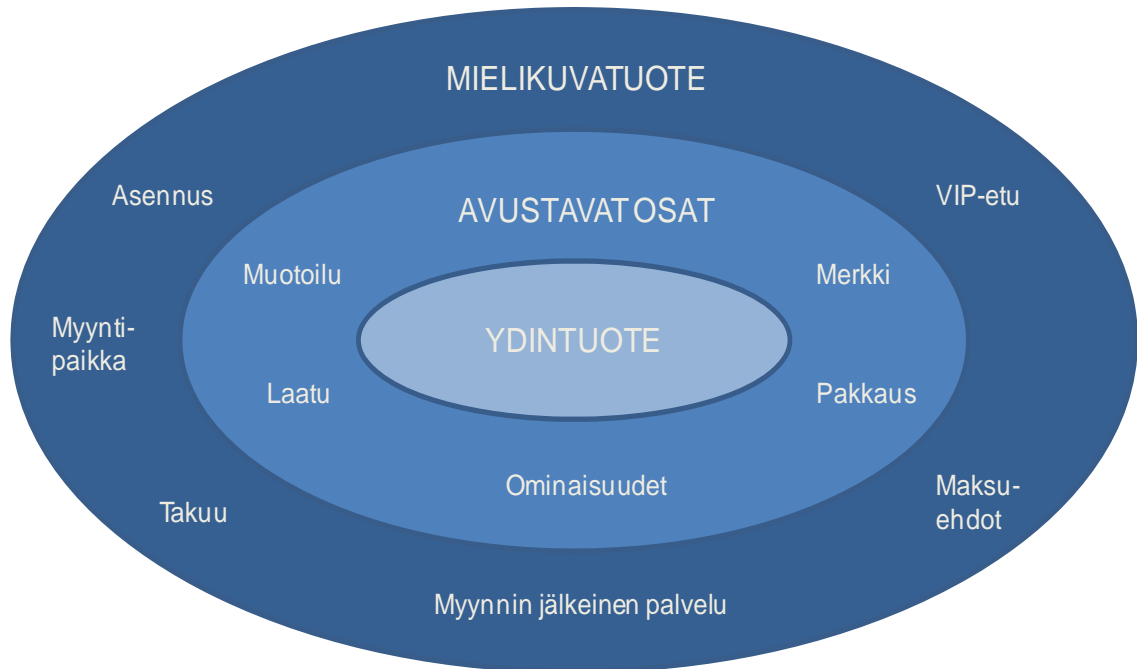 MIELIKUVATUOTE
Asennus
VIP-etu
AVUSTAVAT OSAT
Muotoilu
Merkki
Myynti-
paikka
YDINTUOTE
Laatu
Pakkaus
Ominaisuudet
Takuu
Maksu-
ehdot
Myynnin jälkeinen palvelu